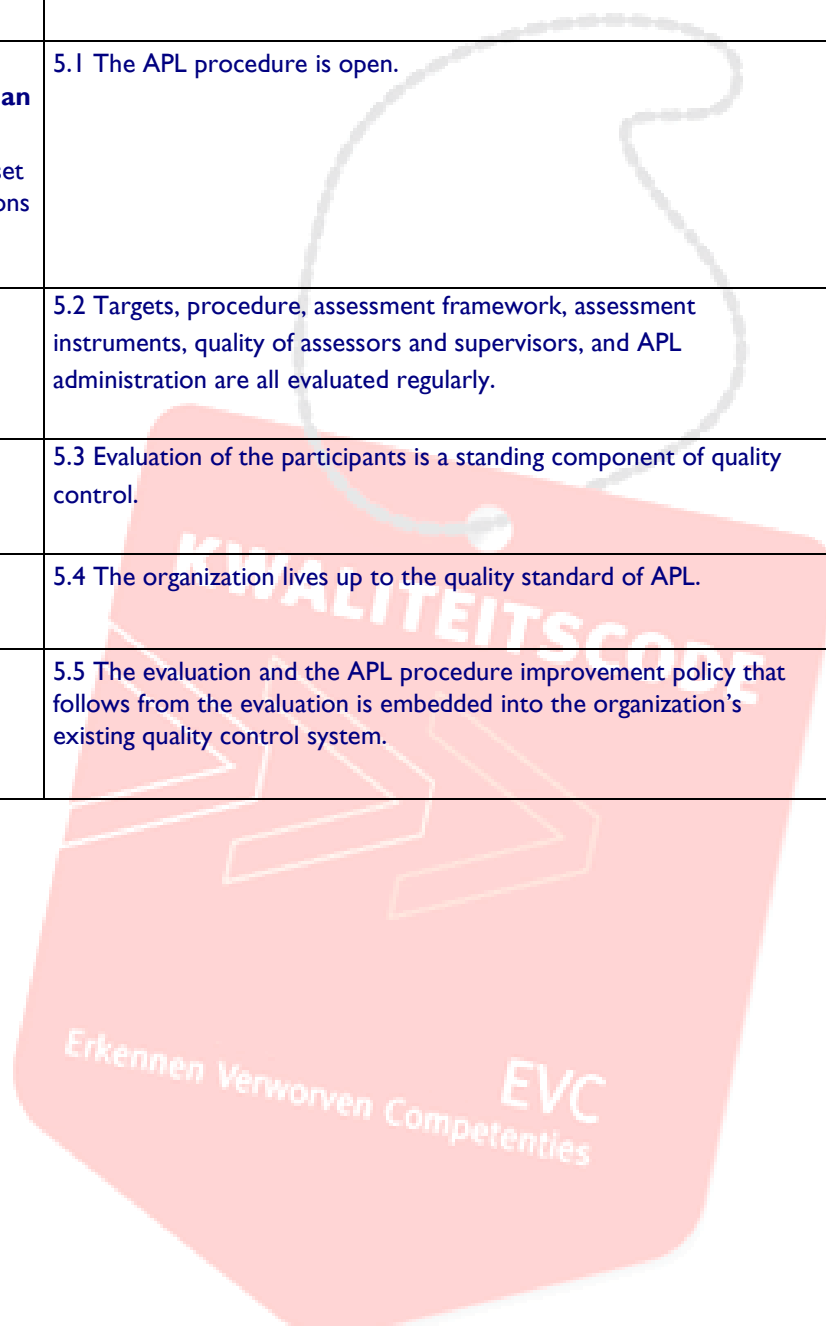 5.1 The APL procedure is open.
an
set
ons
5.2 Targets, procedure, assessment framework, assessment
instruments, quality of assessors and supervisors, and APL
administration are all evaluated regularly.
5.3 Evaluation of the participants is a standing component of quality
control.
5.4 The organization lives up to the quality standard of APL.
5.5 The evaluation and the APL procedure improvement policy that
follows from the evaluation is embedded into the organization’s
existing quality control system.
KWALITEITSCODE
Erkennen Verworven Competenties
EVC